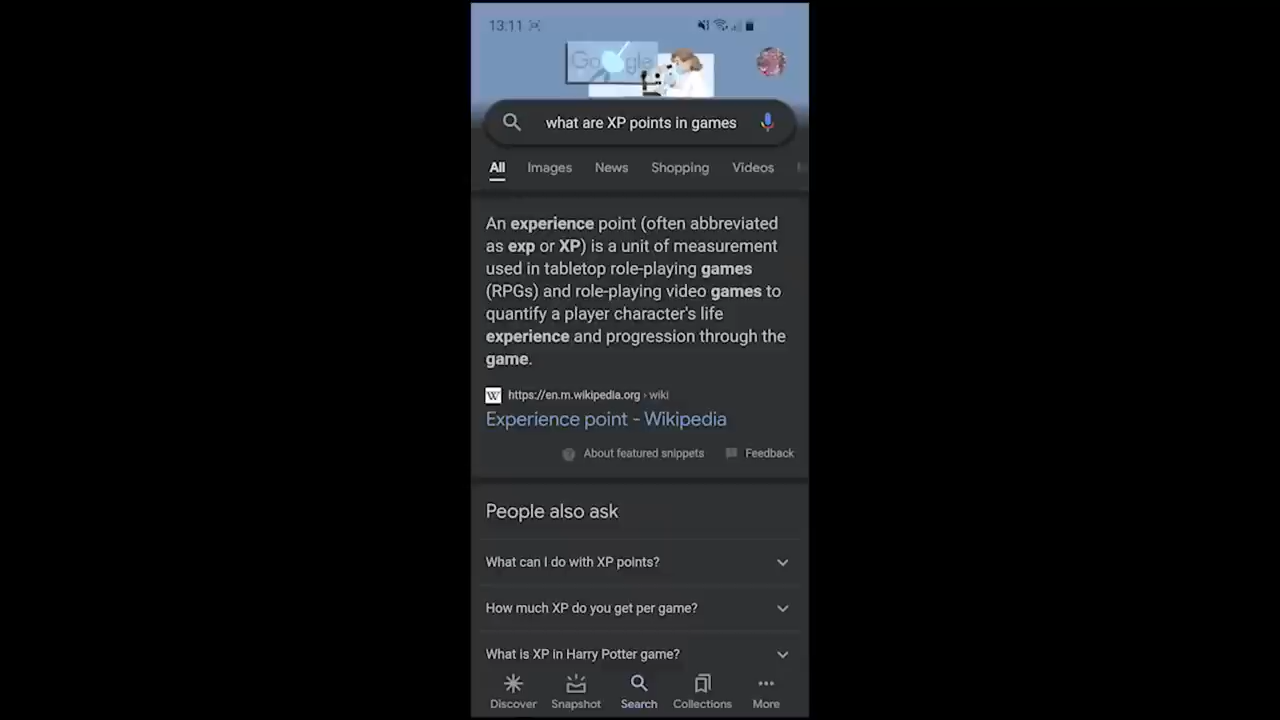 13:11
Google
what are XP points in games
All Images News Shopping Videos
An experience point (often abbreviated
as exp or XP) is a unit of measurement
used in tabletop role-playing games
(RPGs) and role-playing video games to
quantify a player character's life
experience and progression through the
game.
W https://en.m.wikipedia.org › wiki
Experience point - Wikipedia
? About featured snippets Feedback
People also ask
What can I do with XP points?
How much XP do you get per game?
What is XP in Harry Potter game?
Discover Snapshot Search Collections More